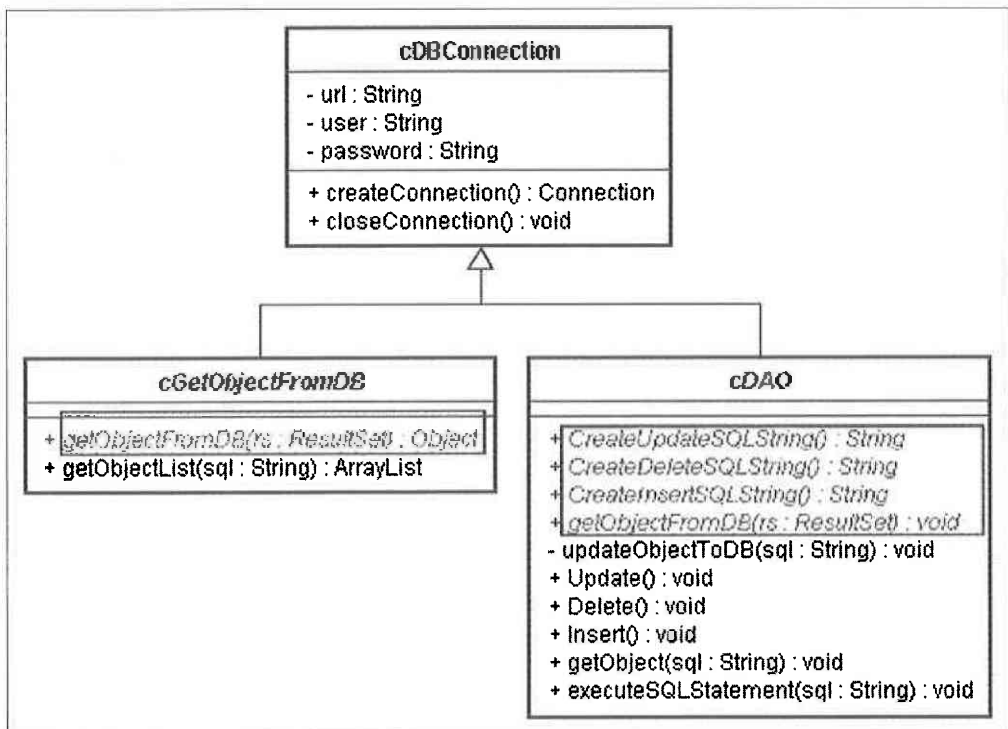 cDBConnection
- url : String
- user : String
- password : String
+ createConnection() : Connection
+ closeConnection() : void
cGetObjectFromDB
+ getObjectFromDB(rs : ResultSet) : Object
+ getObjectList(sql : String) : ArrayList
cDAO
+ CreateUpdateSQLString() : String
+ CreateDeleteSQLString() : String
+ CreateInsertSQLString() : String
+ getObjectFromDB(rs : ResultSet) : void
- updateObjectToDB(sql : String) : void
+ Update() : void
+ Delete() : void
+ Insert() : void
+ getObject(sql : String) : void
+ executeSQLStatement(sql : String) : void